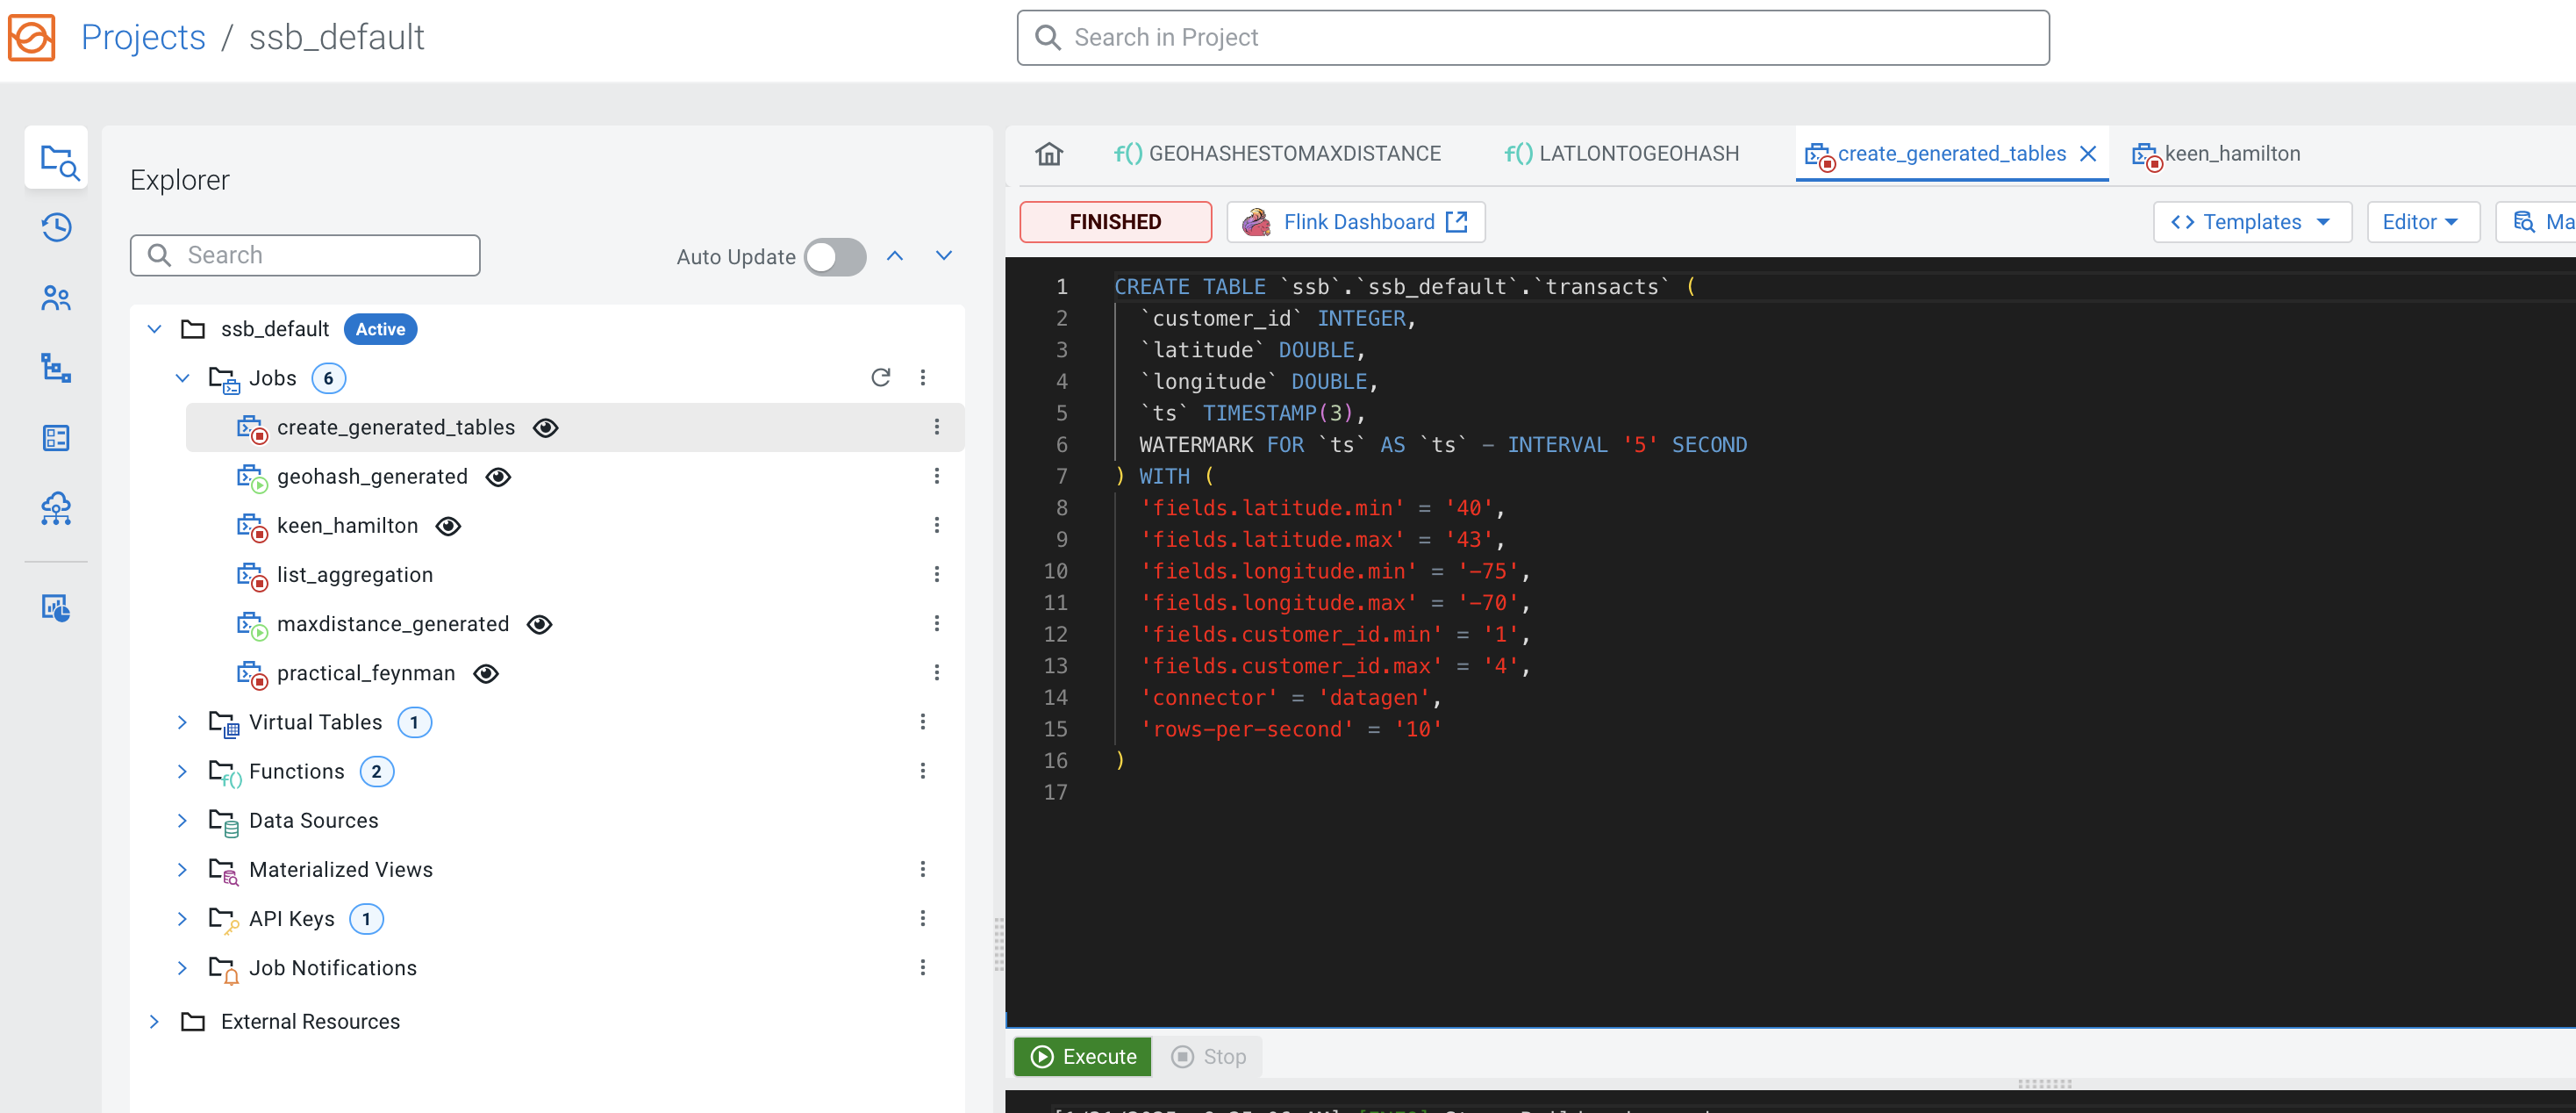 Projects / ssb_default
Search in Project
Explorer
Search
Auto Update
ssb_default Active
Jobs 6
create_generated_tables
geohash_generated
keen_hamilton
list_aggregation
maxdistance_generated
practical_feynman
Virtual Tables 1
Functions 2
Data Sources
Materialized Views
API Keys 1
Job Notifications
External Resources
f() GEOHASHESTOMAXDISTANCE f() LATLONTOGEOHASH create_generated_tables keen_hamilton
FINISHED Flink Dashboard <> Templates Editor Ma
1 CREATE TABLE `ssb`.`ssb_default`.`transacts` (
2 `customer_id` INTEGER,
3 `latitude` DOUBLE,
4 `longitude` DOUBLE,
5 `ts` TIMESTAMP(3),
6 WATERMARK FOR `ts` AS `ts` - INTERVAL '5' SECOND
7 ) WITH (
8 'fields.latitude.min' = '40',
9 'fields.latitude.max' = '43',
10 'fields.longitude.min' = '-75',
11 'fields.longitude.max' = '-70',
12 'fields.customer_id.min' = '1',
13 'fields.customer_id.max' = '4',
14 'connector' = 'datagen',
15 'rows-per-second' = '10'
16 )
17
Execute Stop